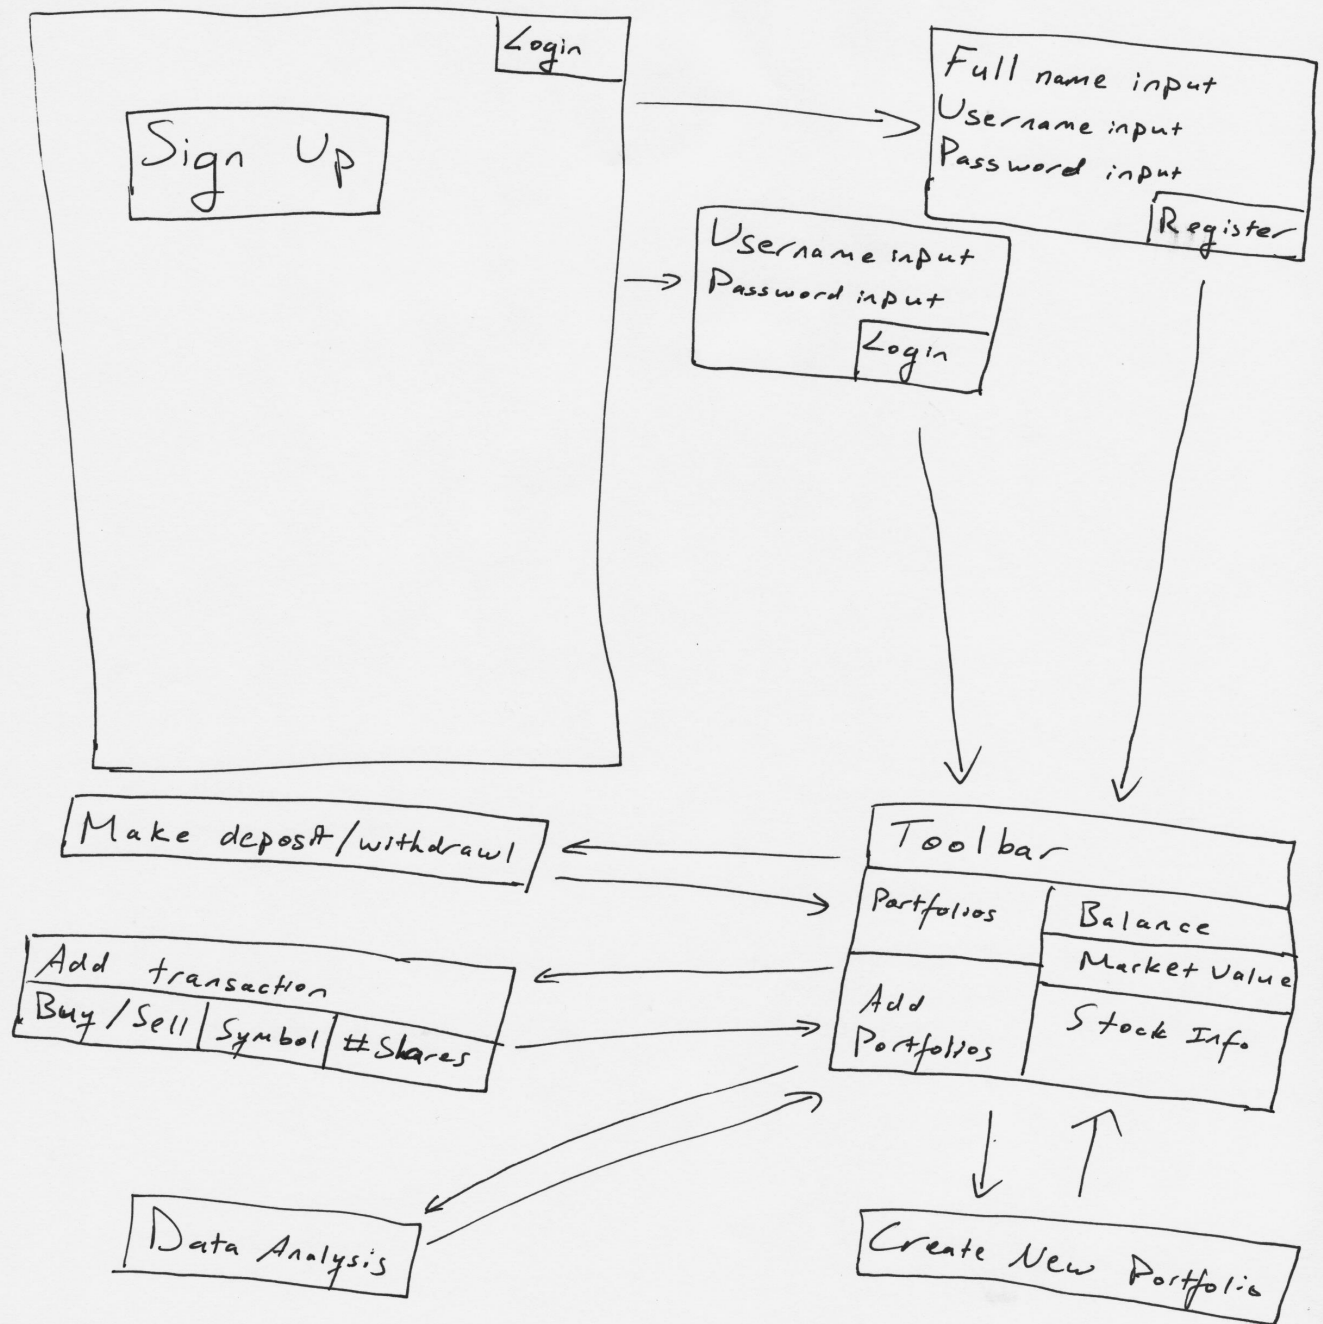 Login
Sign Up
Full name input
Username input
Password input
Register
Username input
Password input
Login
Make deposit/withdrawl
Toolbar
Portfolios
Balance
Market Value
Add
Portfolios
Stock Info
Add transaction
Buy/Sell Symbol #Shares
Data Analysis
Create New Portfolio